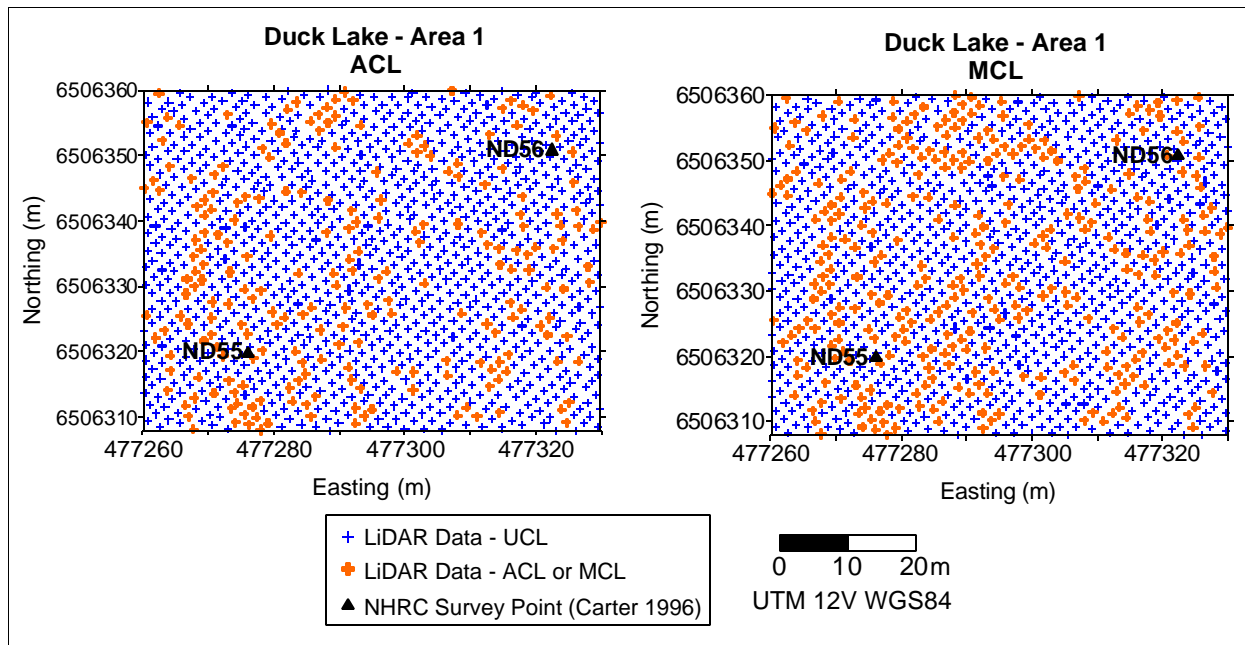 Duck Lake - Area 1
ACL
6506360
6506350
6506340
6506330
6506320
6506310
Northing (m)
ND56
ND55
477260
477280
477300
477320
Easting (m)
Duck Lake - Area 1
MCL
6506360
6506350
6506340
6506330
6506320
6506310
Northing (m)
ND56
ND55
477260
477280
477300
477320
Easting (m)
LiDAR Data - UCL
LiDAR Data - ACL or MCL
NHRC Survey Point (Carter 1996)
0 10 20m
UTM 12V WGS84